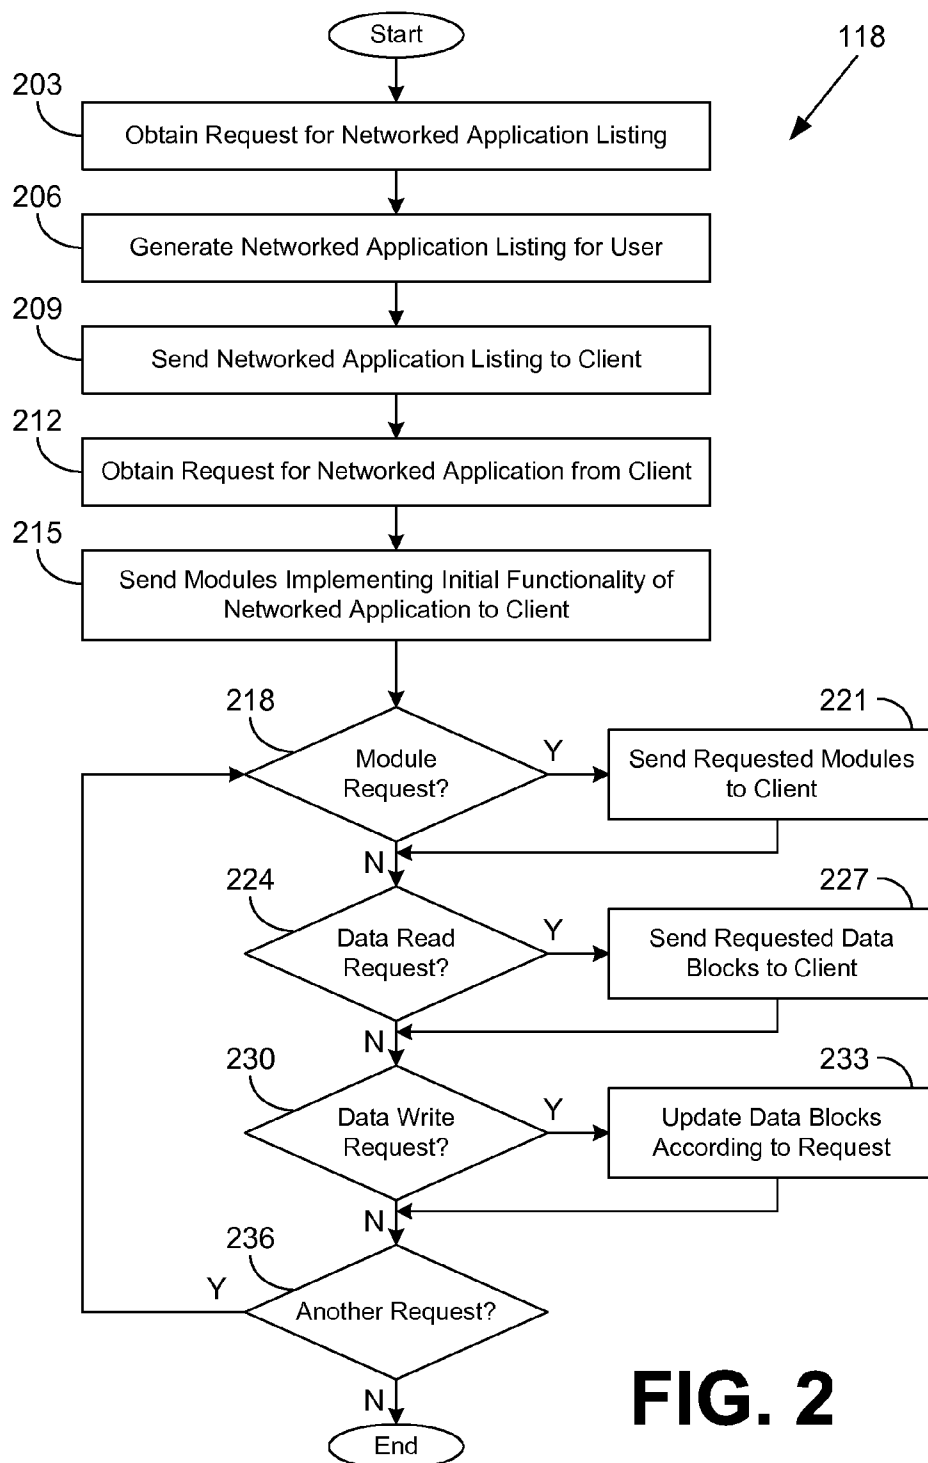 Start
118
203
Obtain Request for Networked Application Listing
206
Generate Networked Application Listing for User
209
Send Networked Application Listing to Client
212
Obtain Request for Networked Application from Client
215
Send Modules Implementing Initial Functionality of
Networked Application to Client
218
Module
Request?
Y
221
Send Requested Modules
to Client
N
224
Data Read
Request?
Y
227
Send Requested Data
Blocks to Client
N
230
Data Write
Request?
Y
233
Update Data Blocks
According to Request
N
236
Y
Another Request?
N
End
FIG. 2